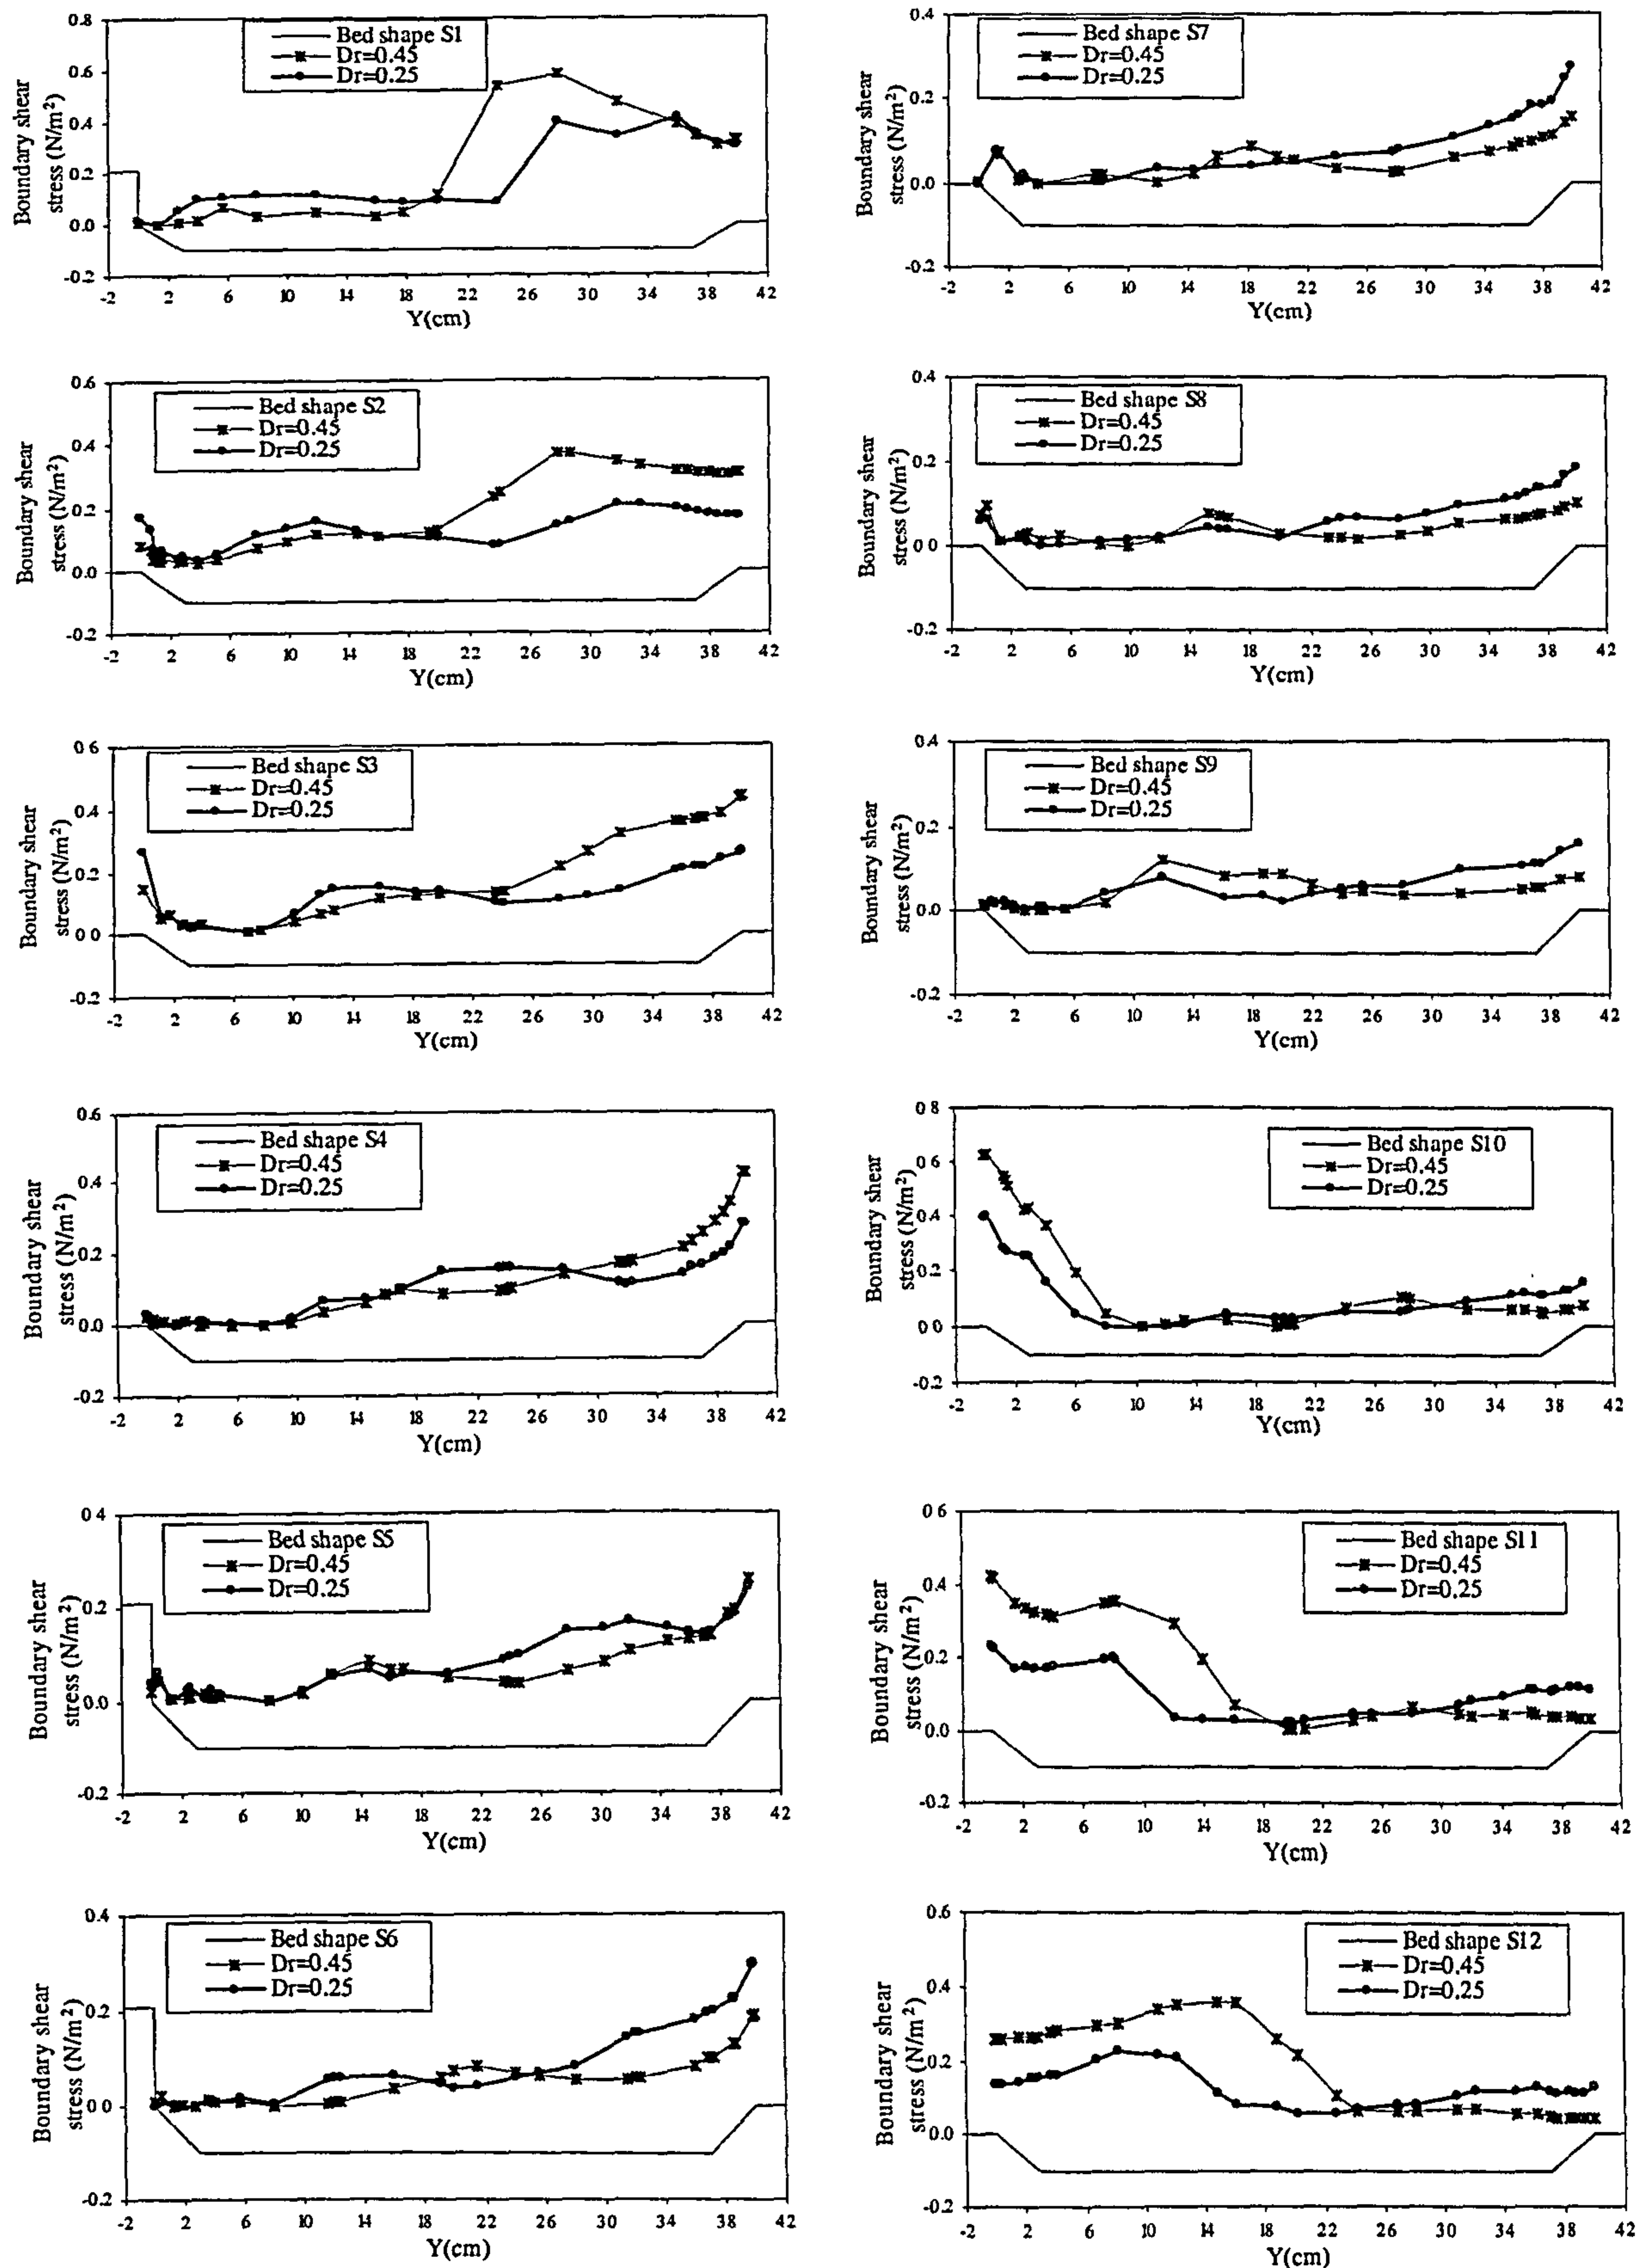 Boundary shear
stress (N/m²)
0.8
0.6
0.4
0.2
0.0
-0.2
Bed shape S1
Dr=0.45
Dr=0.25
-2 2 6 10 14 18 22 26 30 34 38 42
Y(cm)
Boundary shear
stress (N/m²)
0.6
0.4
0.2
0.0
-0.2
Bed shape S2
Dr=0.45
Dr=0.25
-2 2 6 10 14 18 22 26 30 34 38 42
Y(cm)
Boundary shear
stress (N/m²)
0.6
0.4
0.2
0.0
-0.2
Bed shape S3
Dr=0.45
Dr=0.25
-2 2 6 10 14 18 22 26 30 34 38 42
Y(cm)
Boundary shear
stress (N/m²)
0.6
0.4
0.2
0.0
-0.2
Bed shape S4
Dr=0.45
Dr=0.25
-2 2 6 10 14 18 22 26 30 34 38 42
Y(cm)
Boundary shear
stress (N/m²)
0.4
0.2
0.0
-0.2
Bed shape S5
Dr=0.45
Dr=0.25
-2 2 6 10 14 18 22 26 30 34 38 42
Y(cm)
Boundary shear
stress (N/m²)
0.4
0.2
0.0
-0.2
Bed shape S6
Dr=0.45
Dr=0.25
-2 2 6 10 14 18 22 26 30 34 38 42
Y(cm)
Boundary shear
stress (N/m²)
0.4
0.2
0.0
-0.2
Bed shape S7
Dr=0.45
Dr=0.25
-2 2 6 10 14 18 22 26 30 34 38 42
Y(cm)
Boundary shear
stress (N/m²)
0.4
0.2
0.0
-0.2
Bed shape S8
Dr=0.45
Dr=0.25
-2 2 6 10 14 18 22 26 30 34 38 42
Y(cm)
Boundary shear
stress (N/m²)
0.4
0.2
0.0
-0.2
Bed shape S9
Dr=0.45
Dr=0.25
-2 2 6 10 14 18 22 26 30 34 38 42
Y(cm)
Boundary shear
stress (N/m²)
0.8
0.6
0.4
0.2
0.0
-0.2
Bed shape S10
Dr=0.45
Dr=0.25
-2 2 6 10 14 18 22 26 30 34 38 42
Y(cm)
Boundary shear
stress (N/m²)
0.6
0.4
0.2
0.0
-0.2
Bed shape S11
Dr=0.45
Dr=0.25
-2 2 6 10 14 18 22 26 30 34 38 42
Y(cm)
Boundary shear
stress (N/m²)
0.6
0.4
0.2
0.0
-0.2
Bed shape S12
Dr=0.45
Dr=0.25
-2 2 6 10 14 18 22 26 30 34 38 42
Y(cm)